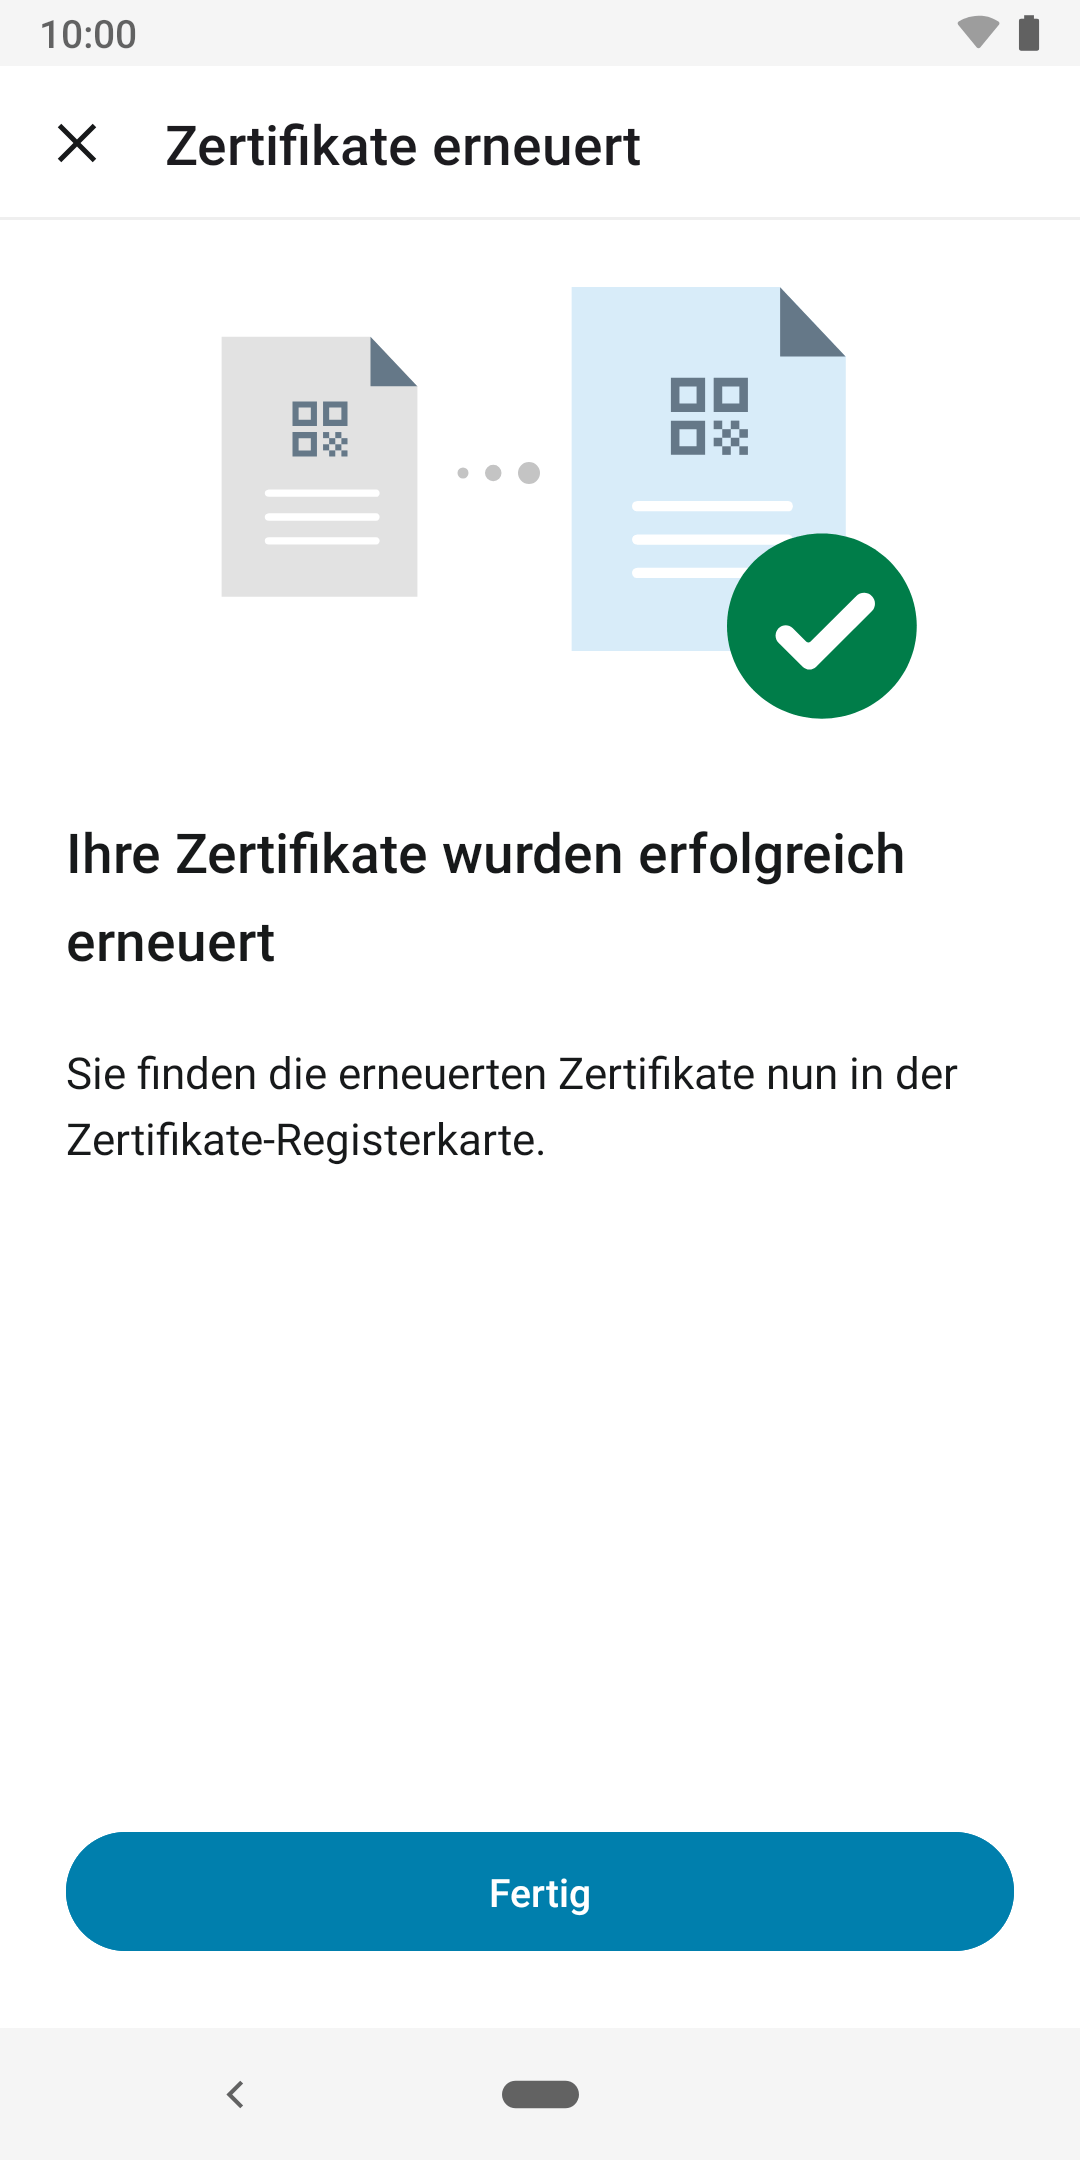 10:00
Zertifikate erneuert
Ihre Zertifikate wurden erfolgreich
erneuert
Sie finden die erneuerten Zertifikate nun in der
Zertifikate-Registerkarte.
Fertig